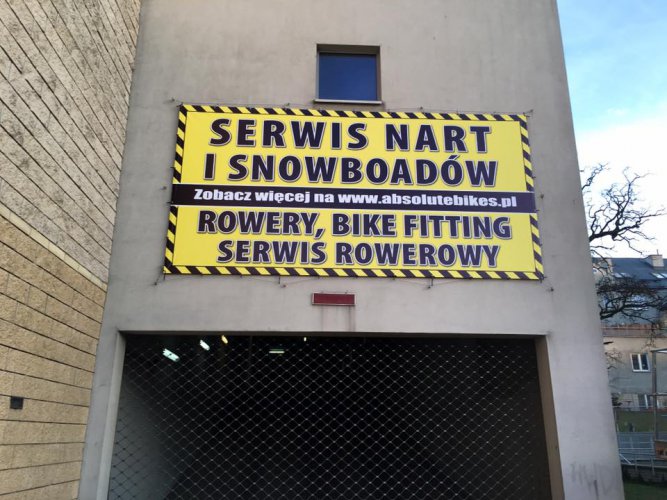 SERWIS NART
I SNOWBOADÓW
Zobacz więcej na www.absolutebikes.pl
ROWERY, BIKE FITTING
SERWIS ROWEROWY